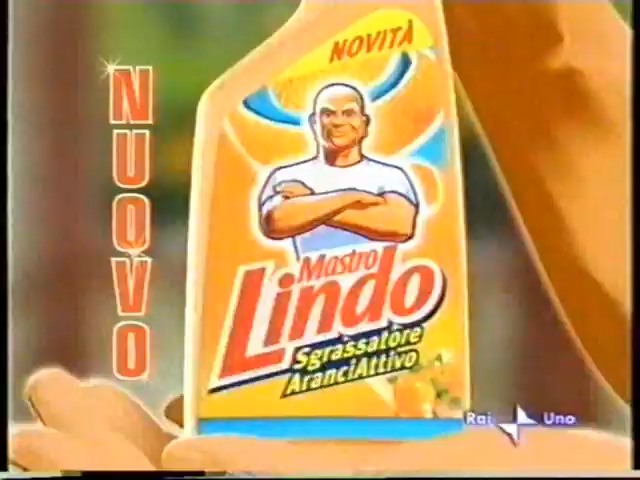 NUOVO
NOVITÀ
Mastro
Lindo
Sgrassatore
AranciAttivo
Rai Uno